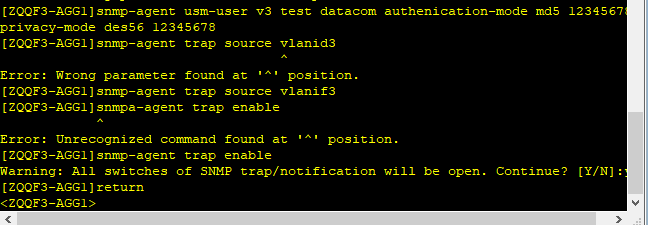 [ZQQF3-AGG1]snmp-agent usm-user v3 test datacom authenication-mode md5 12345678
privacy-mode des56 12345678
[ZQQF3-AGG1]snmp-agent trap source vlanid3
^
Error: Wrong parameter found at '^' position.
[ZQQF3-AGG1]snmp-agent trap source vlanif3
[ZQQF3-AGG1]snmpa-agent trap enable
^
Error: Unrecognized command found at '^' position.
[ZQQF3-AGG1]snmp-agent trap enable
Warning: All switches of SNMP trap/notification will be open. Continue? [Y/N]:y
[ZQQF3-AGG1]return
<ZQQF3-AGG1>